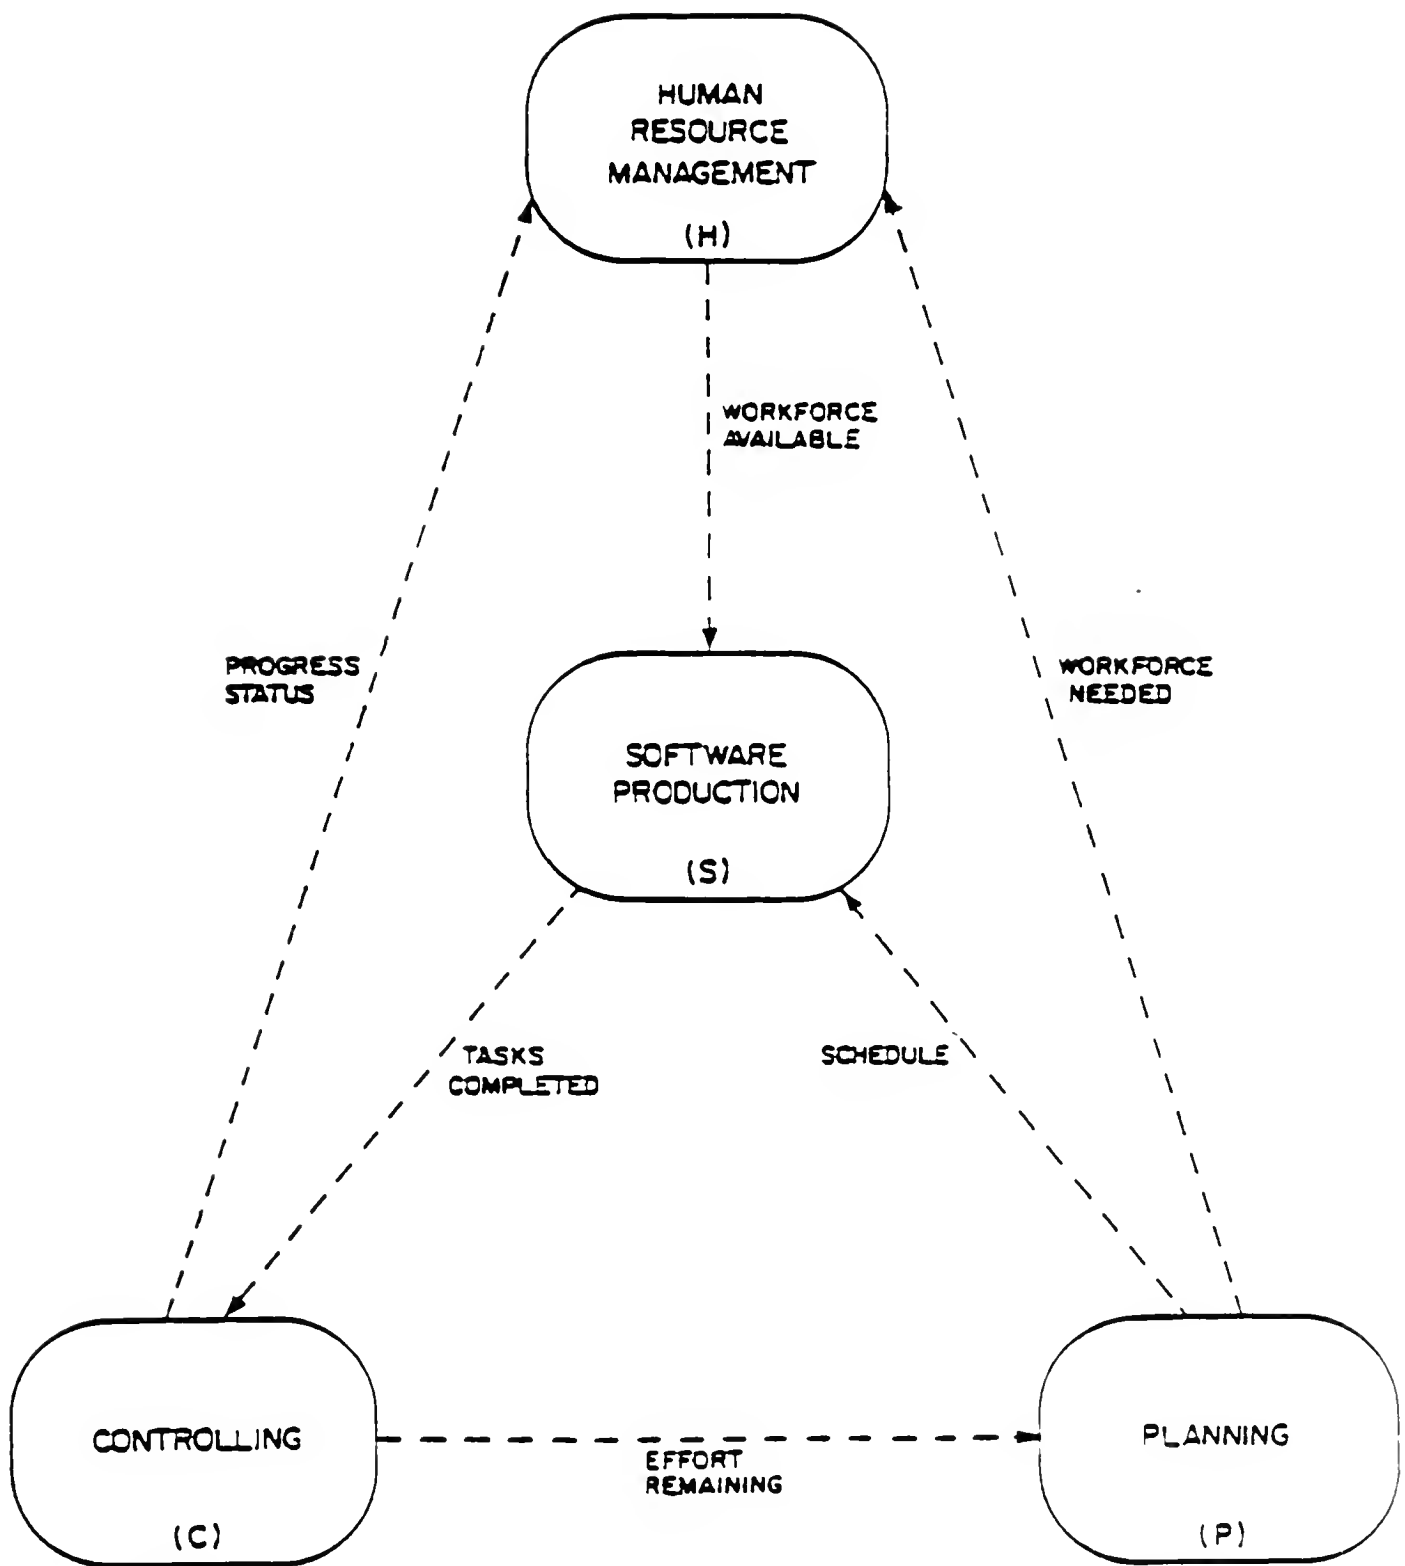 HUMAN
RESOURCE
MANAGEMENT
(H)
WORKFORCE
AVAILABLE
PROGRESS
STATUS
WORKFORCE
NEEDED
SOFTWARE
PRODUCTION
(S)
TASKS
COMPLETED
SCHEDULE
CONTROLLING
(C)
EFFORT
REMAINING
PLANNING
(P)